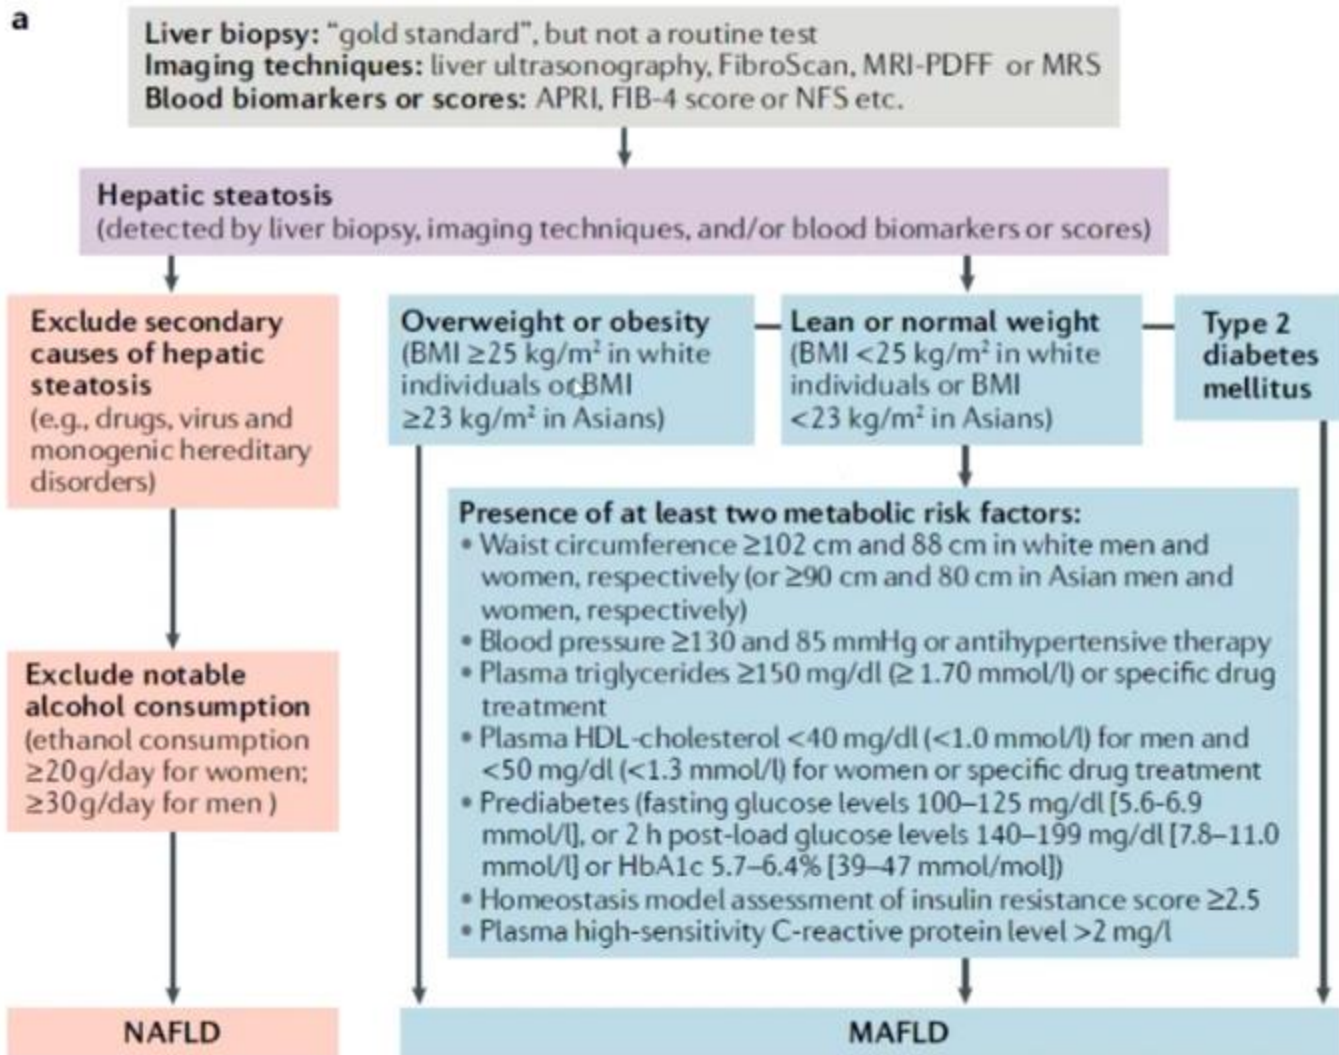 a
Liver biopsy: “gold standard”, but not a routine test
Imaging techniques: liver ultrasonography, FibroScan, MRI-PDFF or MRS
Blood biomarkers or scores: APRI, FIB-4 score or NFS etc.
Hepatic steatosis
(detected by liver biopsy, imaging techniques, and/or blood biomarkers or scores)
Exclude secondary
causes of hepatic
steatosis
(e.g., drugs, virus and
monogenic hereditary
disorders)
Exclude notable
alcohol consumption
(ethanol consumption
≥20g/day for women;
≥30g/day for men )
NAFLD
Overweight or obesity
(BMI ≥25 kg/m² in white
individuals or BMI
≥23 kg/m² in Asians)
Lean or normal weight
(BMI <25 kg/m² in white
individuals or BMI
<23 kg/m² in Asians)
Type 2
diabetes
mellitus
Presence of at least two metabolic risk factors:
• Waist circumference ≥102 cm and 88 cm in white men and
women, respectively (or ≥90 cm and 80 cm in Asian men and
women, respectively)
• Blood pressure ≥130 and 85 mmHg or antihypertensive therapy
• Plasma triglycerides ≥150 mg/dl (≥ 1.70 mmol/l) or specific drug
treatment
• Plasma HDL-cholesterol <40 mg/dl (<1.0 mmol/l) for men and
<50 mg/dl (<1.3 mmol/l) for women or specific drug treatment
• Prediabetes (fasting glucose levels 100–125 mg/dl [5.6-6.9
mmol/l], or 2 h post-load glucose levels 140–199 mg/dl [7.8–11.0
mmol/l] or HbA1c 5.7–6.4% [39–47 mmol/mol])
• Homeostasis model assessment of insulin resistance score ≥2.5
• Plasma high-sensitivity C-reactive protein level >2 mg/l
MAFLD